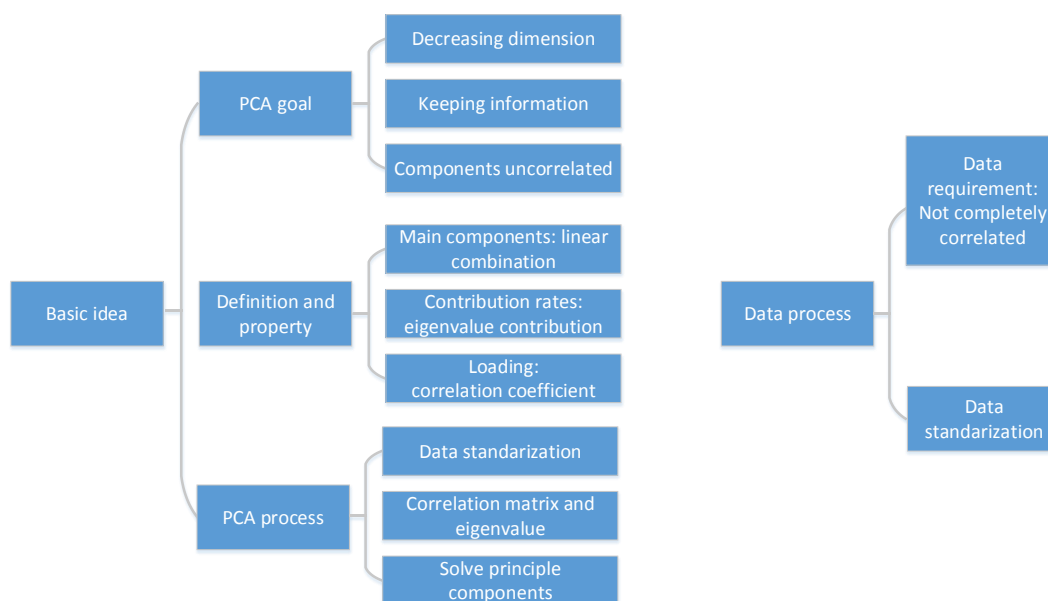 Basic idea
PCA goal
Decreasing dimension
Keeping information
Components uncorrelated
Definition and
property
Main components: linear
combination
Contribution rates:
eigenvalue contribution
Loading:
correlation coefficient
PCA process
Data standarization
Correlation matrix and
eigenvalue
Solve principle
components
Data process
Data
requirement:
Not completely
correlated
Data
standarization